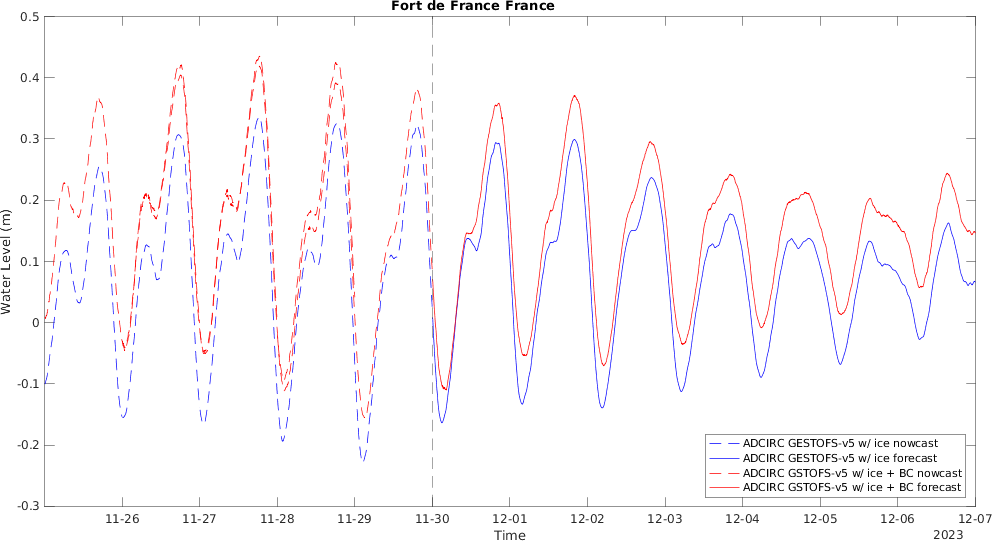 Fort de France France
Water Level (m)
0.5
0.4
0.3
0.2
0.1
0
-0.1
-0.2
-0.3
ADCIRC GESTOFS-v5 w/ ice nowcast
ADCIRC GESTOFS-v5 w/ ice forecast
ADCIRC GSTOFS-v5 w/ ice + BC nowcast
ADCIRC GSTOFS-v5 w/ ice + BC forecast
11-26 11-27 11-28 11-29 11-30 12-01 12-02 12-03 12-04 12-05 12-06 12-07
Time
2023